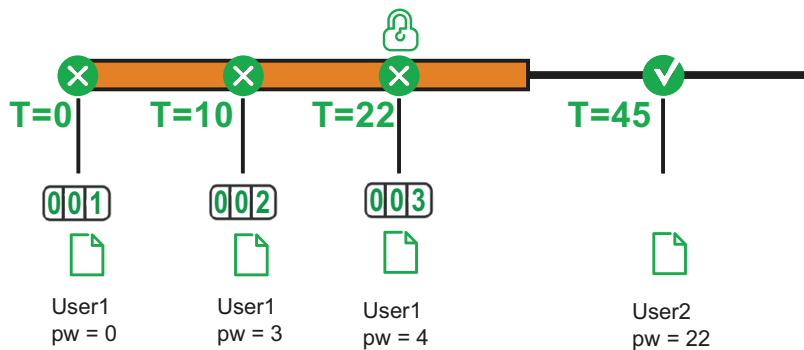 T=0
T=10
T=22
T=45
001
002
003
User1
pw = 0
User1
pw = 3
User1
pw = 4
User2
pw = 22